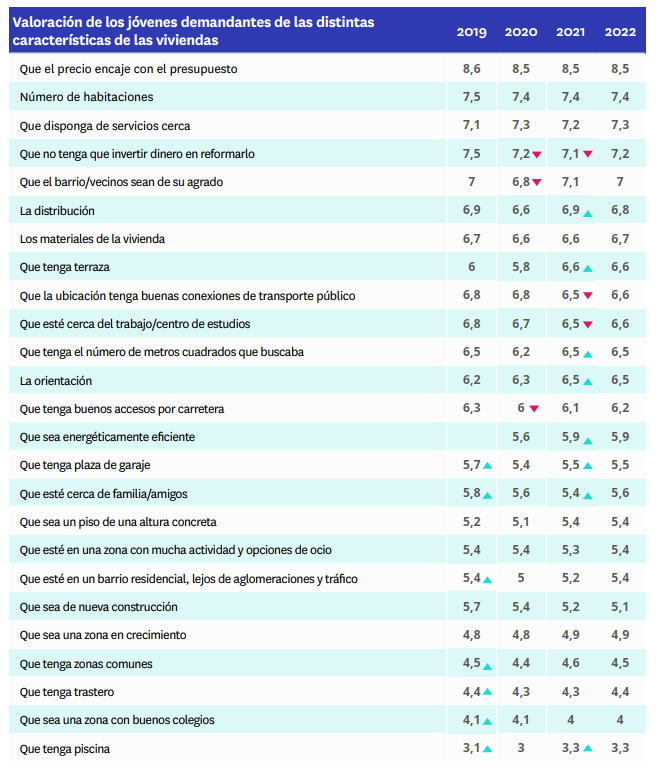 Valoración de los jóvenes demandantes de las distintas
características de las viviendas 2019 2020 2021 2022
Que el precio encaje con el presupuesto 8,6 8,5 8,5 8,5
Número de habitaciones 7,5 7,4 7,4 7,4
Que disponga de servicios cerca 7,1 7,3 7,2 7,3
Que no tenga que invertir dinero en reformarlo 7,5 7,2 ▼ 7,1 ▼ 7,2
Que el barrio/vecinos sean de su agrado 7 6,8 ▼ 7,1 7
La distribución 6,9 6,6 6,9 ▲ 6,8
Los materiales de la vivienda 6,7 6,6 6,6 6,7
Que tenga terraza 6 5,8 6,6 ▲ 6,6
Que la ubicación tenga buenas conexiones de transporte público 6,8 6,8 6,5 ▼ 6,6
Que esté cerca del trabajo/centro de estudios 6,8 6,7 6,5 ▼ 6,6
Que tenga el número de metros cuadrados que buscaba 6,5 6,2 6,5 ▲ 6,5
La orientación 6,2 6,3 6,5 ▲ 6,5
Que tenga buenos accesos por carretera 6,3 6 ▼ 6,1 6,2
Que sea energéticamente eficiente 5,6 5,9 ▲ 5,9
Que tenga plaza de garaje 5,7 ▲ 5,4 5,5 ▲ 5,5
Que esté cerca de familia/amigos 5,8 ▲ 5,6 5,4 ▲ 5,6
Que sea un piso de una altura concreta 5,2 5,1 5,4 5,4
Que esté en una zona con mucha actividad y opciones de ocio 5,4 5,4 5,3 5,4
Que esté en un barrio residencial, lejos de aglomeraciones y tráfico 5,4 ▲ 5 5,2 5,4
Que sea de nueva construcción 5,7 5,4 5,2 5,1
Que sea una zona en crecimiento 4,8 4,8 4,9 4,9
Que tenga zonas comunes 4,5 ▲ 4,4 4,6 4,5
Que tenga trastero 4,4 ▲ 4,3 4,3 4,4
Que sea una zona con buenos colegios 4,1 ▲ 4,1 4 4
Que tenga piscina 3,1 ▲ 3 3,3 ▲ 3,3